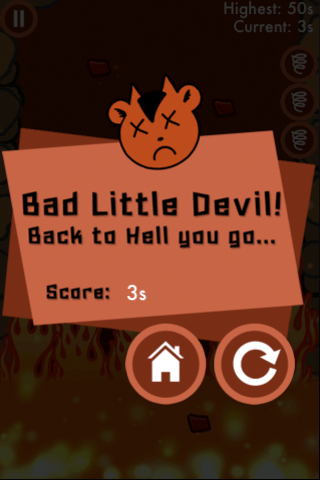 Highest: 50s
Current: 3s
Bad Little Devil!
Back to Hell you go...
Score: 3s